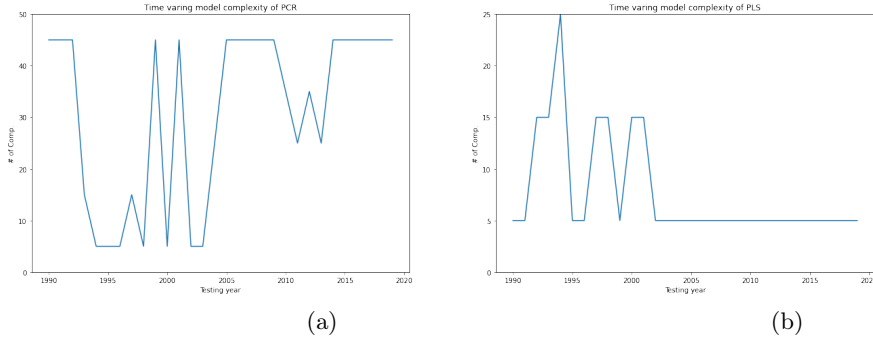 Time varing model complexity of PCR
50
40
30
20
10
0
# of Comp.
1990 1995 2000 2005 2010 2015 2020
Testing year
(a)
Time varing model complexity of PLS
25
20
15
10
5
0
# of Comp
1990 1995 2000 2005 2010 2015 202
Testing year
(b)